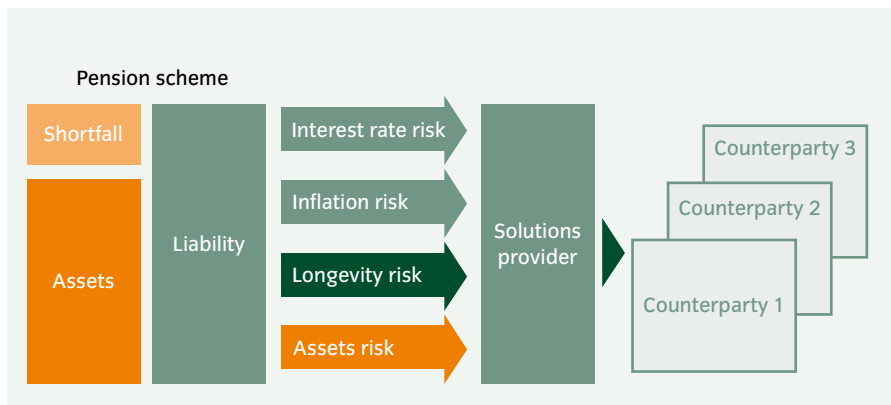 Pension scheme
Shortfall
Assets
Liability
Interest rate risk
Inflation risk
Longevity risk
Assets risk
Solutions
provider
Counterparty 3
Counterparty 2
Counterparty 1